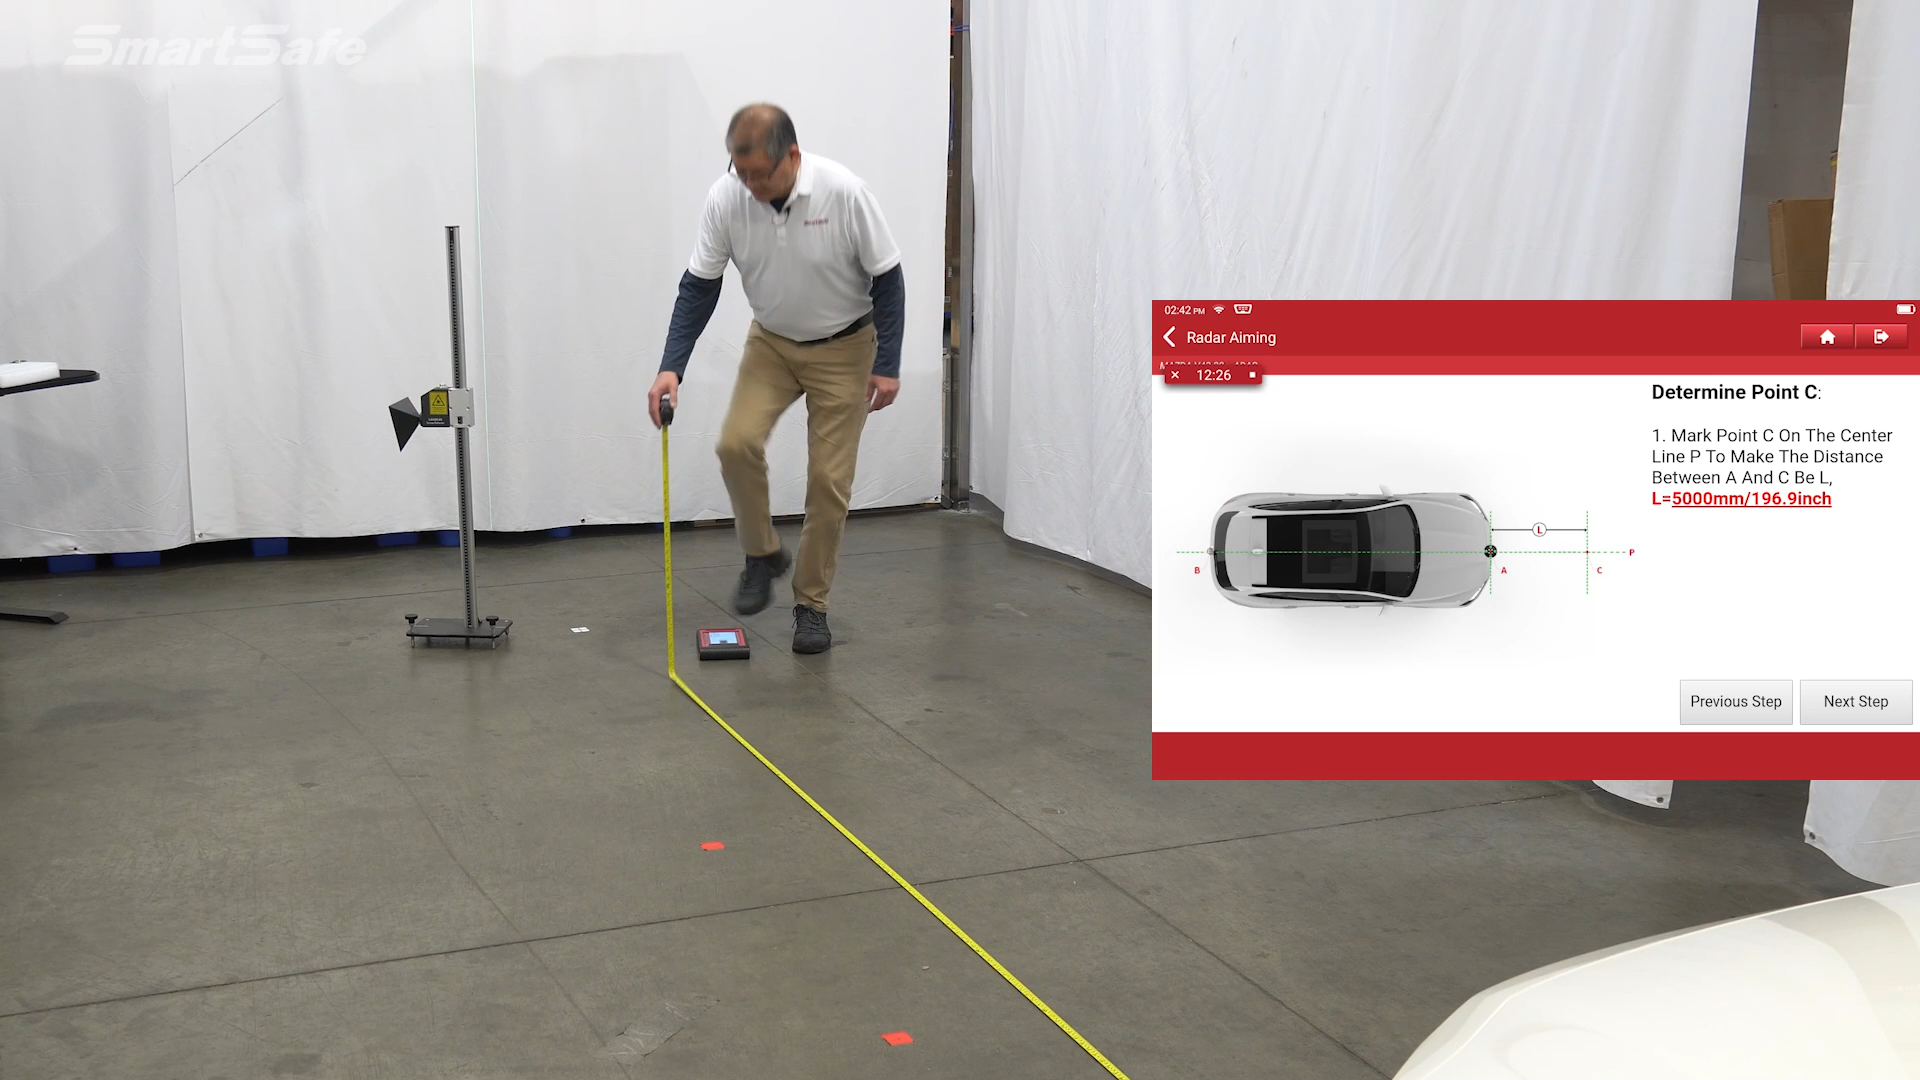 SmartSafe
02:42 PM
Radar Aiming
12:26
Determine Point C:
1. Mark Point C On The Center
Line P To Make The Distance
Between A And C Be L,
L=5000mm/196.9inch
L
P
B
A
C
Previous Step
Next Step